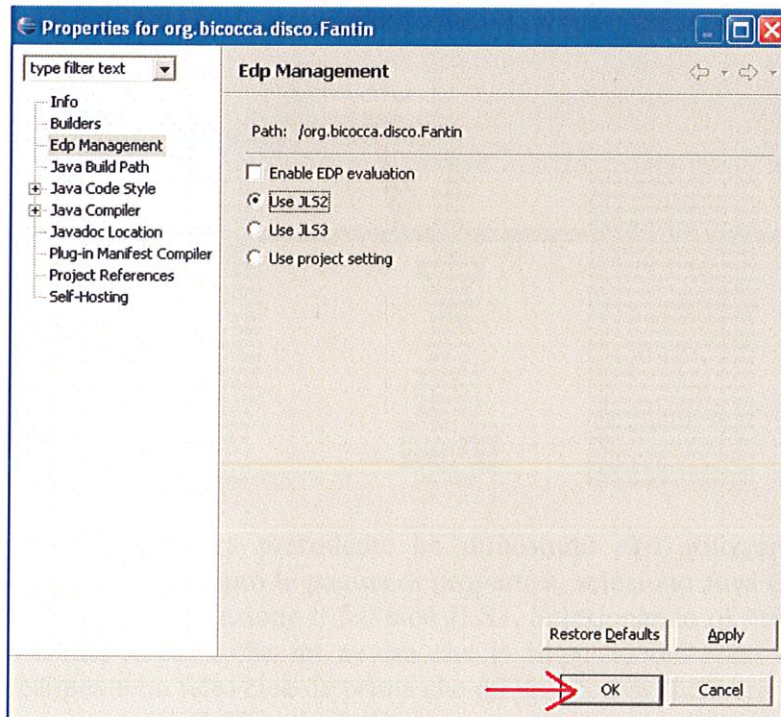 Properties for org.bicocca.disco.Fantin
type filter text
Info
Builders
Edp Management
Java Build Path
Java Code Style
Java Compiler
Javadoc Location
Plug-in Manifest Compiler
Project References
Self-Hosting
Edp Management
Path: /org.bicocca.disco.Fantin
Enable EDP evaluation
Use JLS2
Use JLS3
Use project setting
Restore Defaults
Apply
OK
Cancel